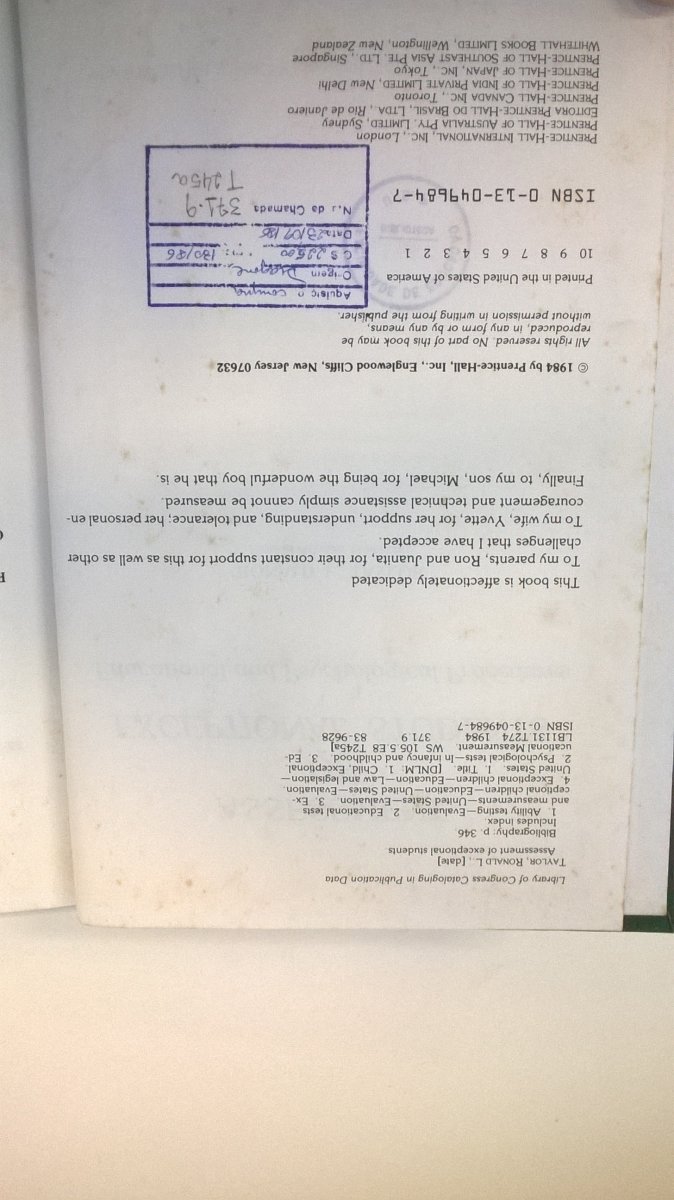 Library of Congress Cataloging in Publication Data
TAYLOR, RONALD L., [date]
Assessment of exceptional students
Bibliography: p. 346.
Includes index.
1. Ability testing—Evaluation. 2. Educational tests
and measurements—United States—Evaluation. 3. Ex-
ceptional children—Education—United States—Evaluation.
4. Exceptional children—Education—Law and legislation—
United States. I. Title. [DNLM: 1. Child, Exceptional.
2. Psychological tests—In infancy and childhood. 3. Ed-
ucational Measurement. WS 105.5.E8 T245a]
LB1131.T274 1984 371.9 83-9628
ISBN 0-13-049684-7
This book is affectionately dedicated
To my parents, Ron and Juanita, for their constant support for this as well as other
challenges that I have accepted.
To my wife, Yvette, for her support, understanding, and tolerance; her personal en-
couragement and technical assistance simply cannot be measured.
Finally, to my son, Michael, for being the wonderful boy that he is.
© 1984 by Prentice-Hall, Inc., Englewood Cliffs, New Jersey 07632
All rights reserved. No part of this book may be
reproduced, in any form or by any means,
without permission in writing from the publisher.
Printed in the United States of America
10 9 8 7 6 5 4 3 2 1
ISBN 0-13-049684-7
Aquisição compra
Origem
C$ 22500 130/86
Data 23/07/86
N.º de Chamada 371.9
T245a
PRENTICE-HALL INTERNATIONAL, INC., London
PRENTICE-HALL OF AUSTRALIA PTY. LIMITED, Sydney
EDITORA PRENTICE-HALL DO BRASIL, LTDA., Rio de Janiero
PRENTICE-HALL CANADA INC., Toronto
PRENTICE-HALL OF INDIA PRIVATE LIMITED, New Delhi
PRENTICE-HALL OF JAPAN, INC., Tokyo
PRENTICE-HALL OF SOUTHEAST ASIA PTE. LTD., Singapore
WHITEHALL BOOKS LIMITED, Wellington, New Zealand